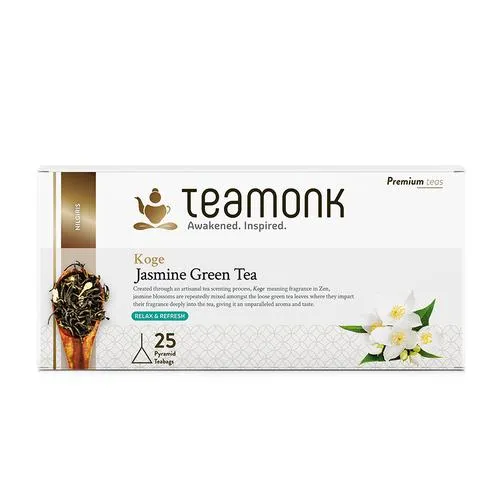 Premium teas
NILGIRIS
TEAMONK
Awakened. Inspired.
Koge
Jasmine Green Tea
Created through an artisanal tea scenting process, Koge meaning fragrance in Zen,
jasmine blossoms are repeatedly mixed amongst the loose green tea leaves where they impart
their fragrance deeply into the tea, giving it an unparalleled aroma and taste.
RELAX & REFRESH
25
Pyramid
Teabags